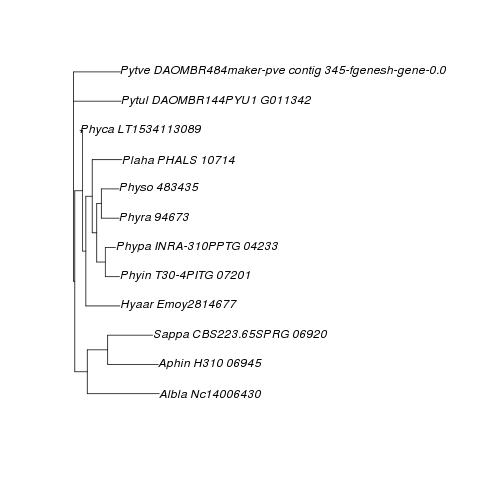 Pytve DAOMBR484maker-pve contig 345-fgenesh-gene-0.0
Pytul DAOMBR144PYU1 G011342
Phyca LT1534113089
Plaha PHALS 10714
Physo 483435
Phyra 94673
Phypa INRA-310PPTG 04233
Phyin T30-4PITG 07201
Hyaar Emoy2814677
Sappa CBS223.65SPRG 06920
Aphin H310 06945
Albla Nc14006430